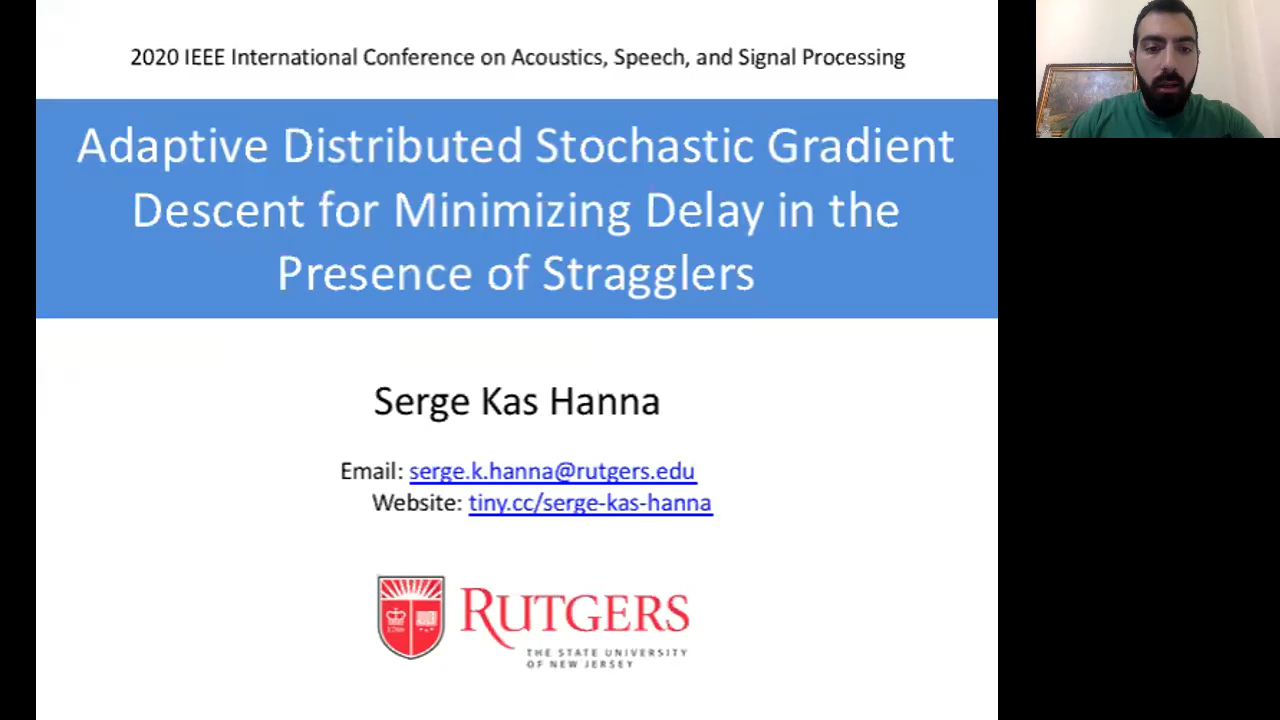 2020 IEEE International Conference on Acoustics, Speech, and Signal Processing
Adaptive Distributed Stochastic Gradient
Descent for Minimizing Delay in the
Presence of Stragglers
Serge Kas Hanna
Email: serge.k.hanna@rutgers.edu
Website: tiny.cc/serge-kas-hanna
RUTGERS
THE STATE UNIVERSITY
OF NEW JERSEY